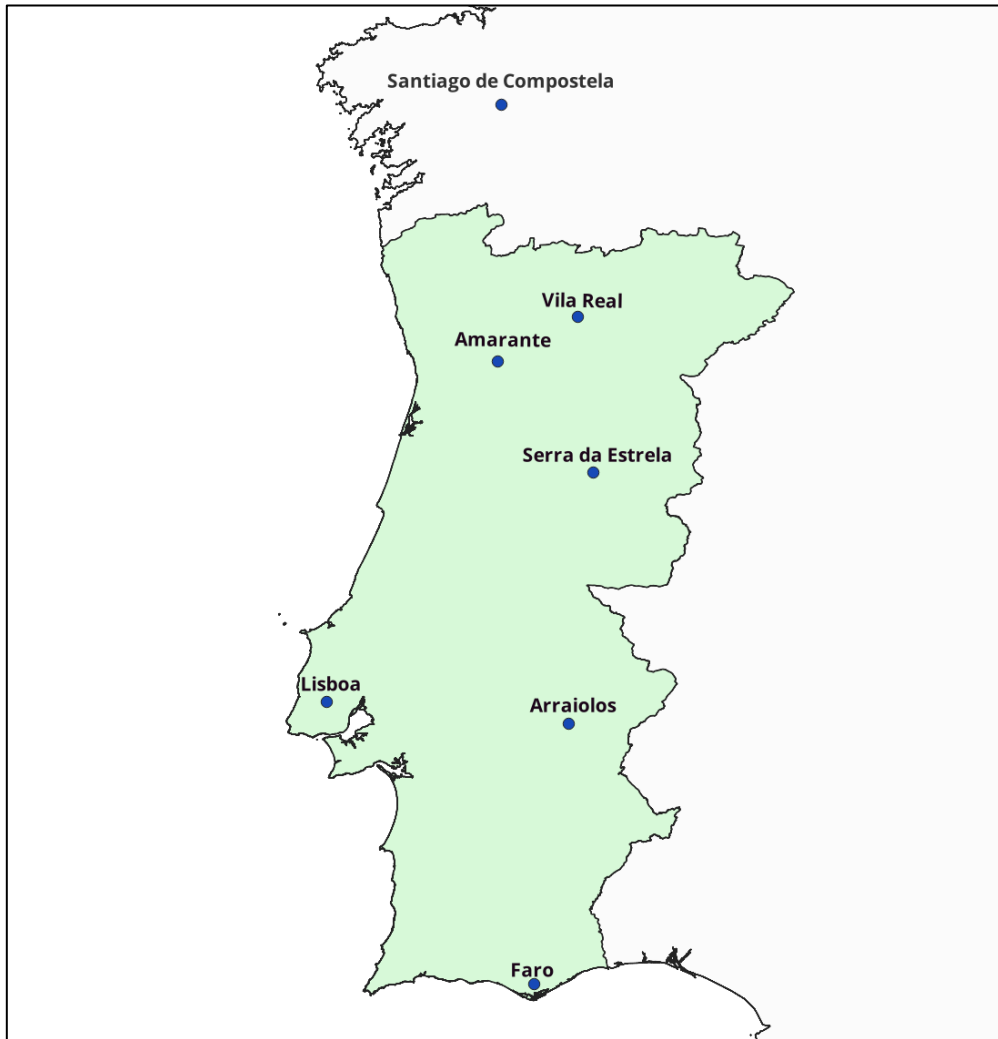 Santiago de Compostela
Vila Real
Amarante
Serra da Estrela
Lisboa
Arraiolos
Faro